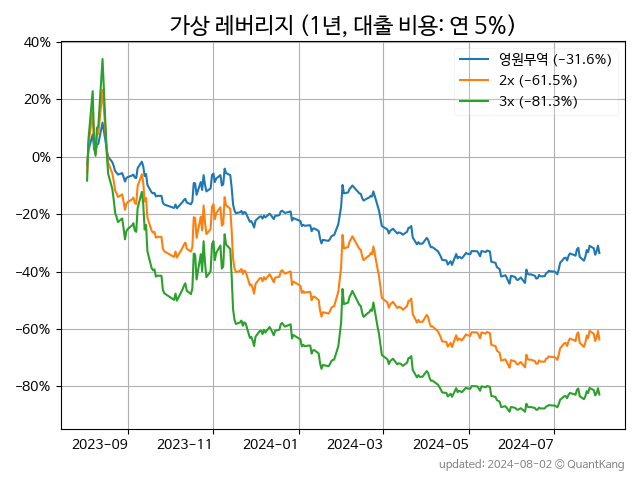 가상 레버리지 (1년, 대출 비용: 연 5%)
40%
20%
0%
−20%
−40%
−60%
−80%
영원무역 (−31.6%)
2x (−61.5%)
3x (−81.3%)
2023-09
2023-11
2024-01
2024-03
2024-05
2024-07
updated: 2024-08-02 © QuantKang